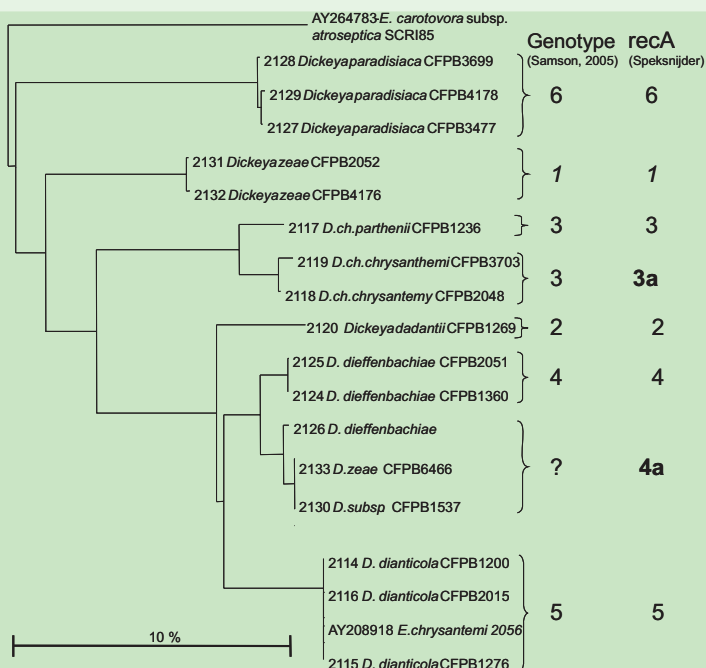 AY264783-E. carotovora subsp.
atroseptica SCRI85
Genotype recA
(Samson, 2005) (Speksnijder)
2128 Dickeya paradisiaca CFPB3699
2129 Dickeya paradisiaca CFPB4178 6 6
2127 Dickeya paradisiaca CFPB3477
2131 Dickeya zeae CFPB2052
1 1
2132 Dickeya zeae CFPB4176
2117 D.ch.parthenii CFPB1236 3 3
2119 D.ch.chrysanthemi CFPB3703
3 3a
2118 D.ch.chrysantemy CFPB2048
2120 Dickeya dadantii CFPB1269 2 2
2125 D. dieffenbachiae CFPB2051
4 4
2124 D. dieffenbachiae CFPB1360
2126 D. dieffenbachiae
2133 D.zeae CFPB6466 ? 4a
2130 D.subsp CFPB1537
2114 D. dianticola CFPB1200
2116 D. dianticola CFPB2015
5 5
AY208918 E.chrysantemi 2056
10 %
2115 D. dianticola CFPB1276